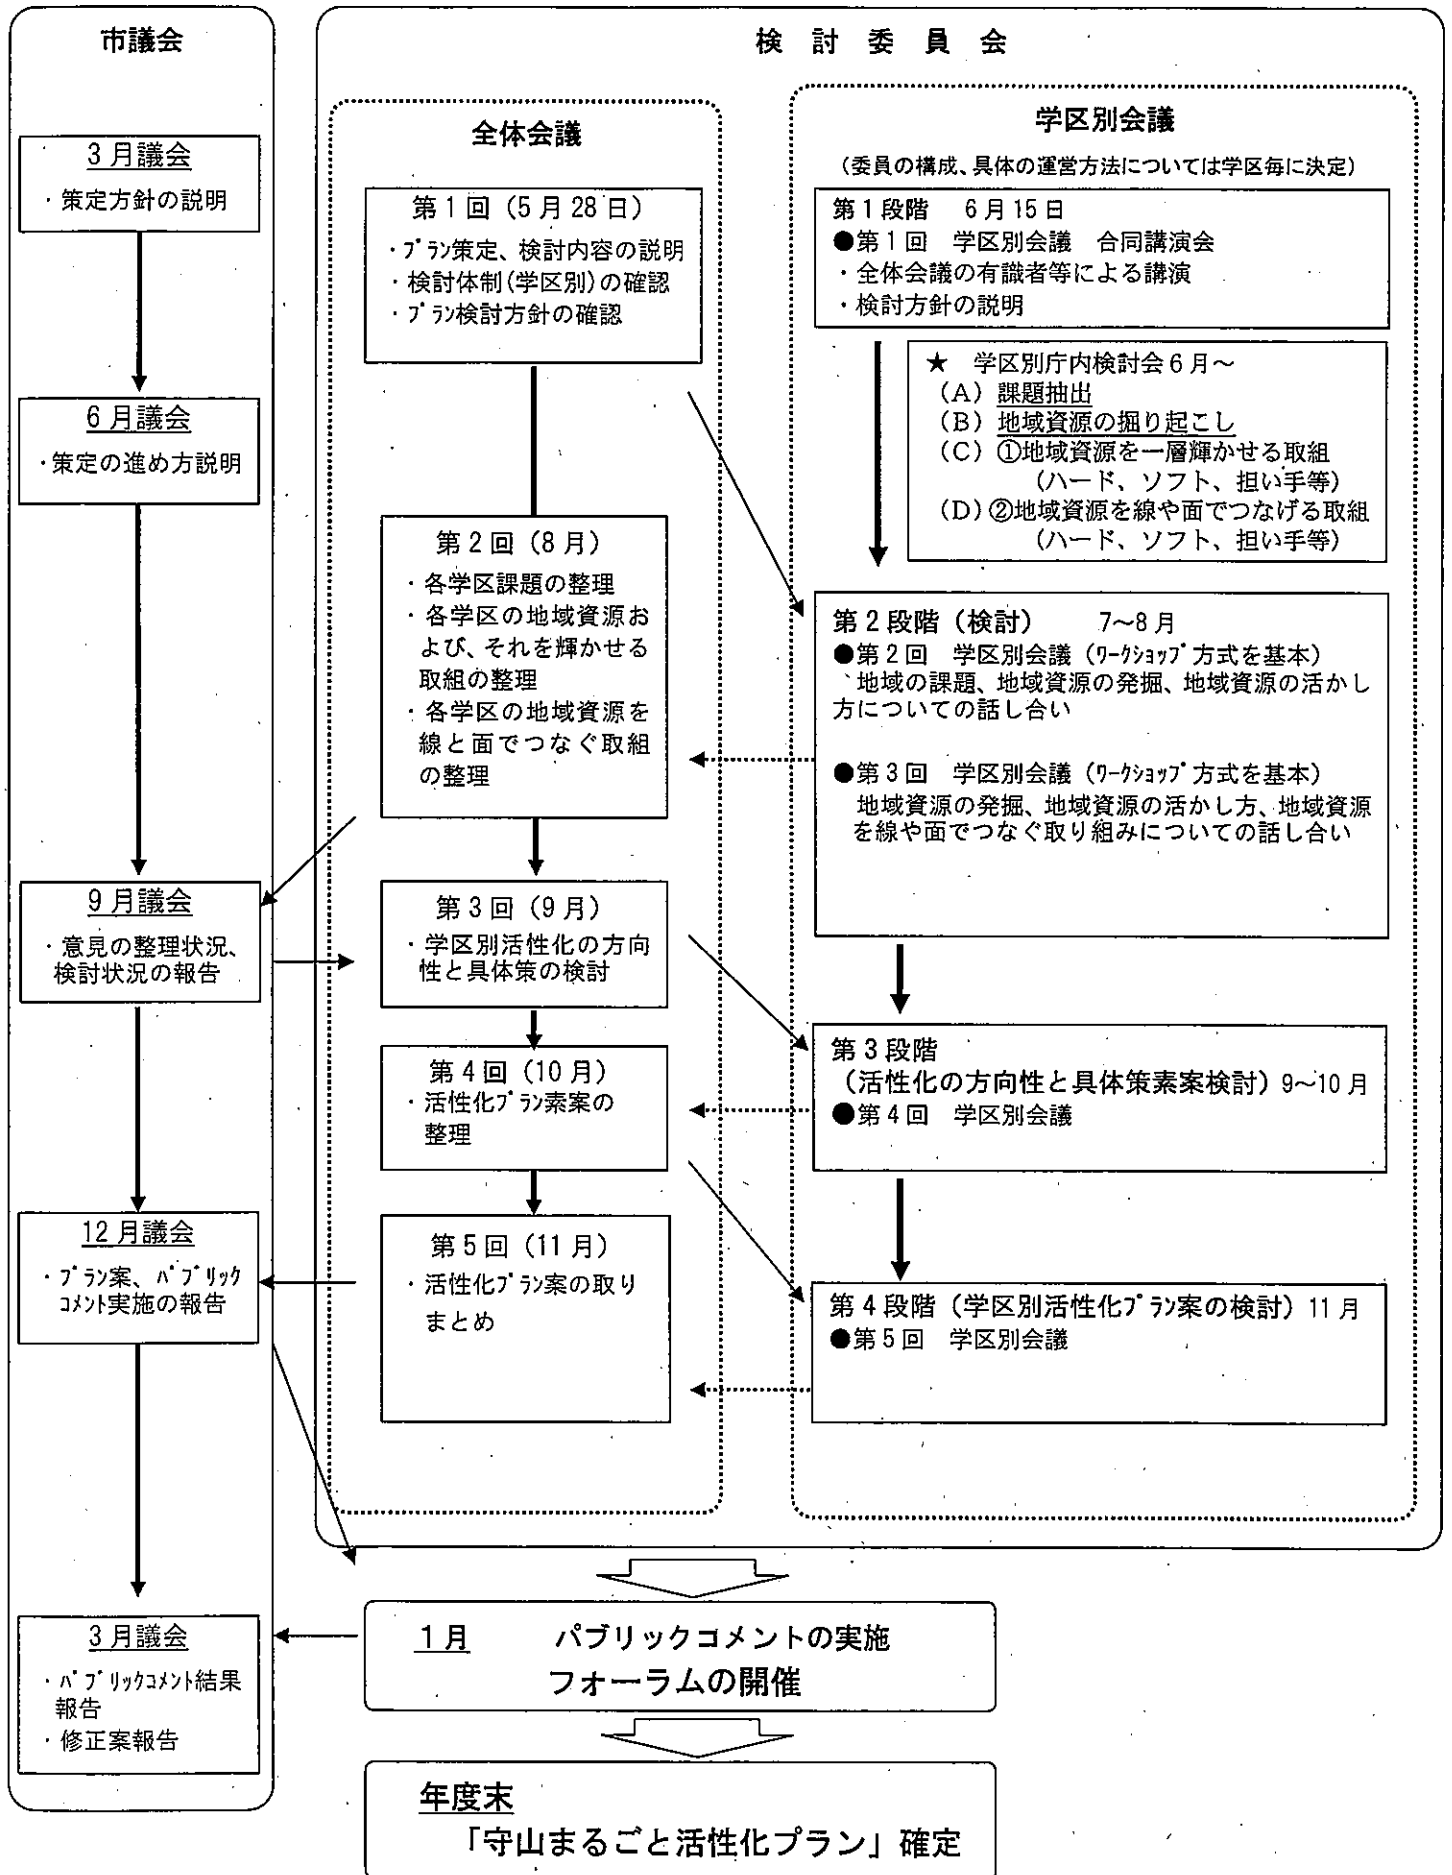 市議会
3月議会
・策定方針の説明
6月議会
・策定の進め方説明
9月議会
・意見の整理状況、
検討状況の報告
12月議会
・プラン案、パブリック
コメント実施の報告
3月議会
・パブリックコメント結果
報告
・修正案報告
検討委員会
全体会議
第1回（5月28日）
・プラン策定、検討内容の説明
・検討体制(学区別)の確認
・プラン検討方針の確認
第2回（8月）
・各学区課題の整理
・各学区の地域資源お
よび、それを輝かせる
取組の整理
・各学区の地域資源を
線と面でつなぐ取組
の整理
第3回（9月）
・学区別活性化の方向
性と具体策の検討
第4回（10月）
・活性化プラン素案の
整理
第5回（11月）
・活性化プラン案の取り
まとめ
学区別会議
（委員の構成、具体の運営方法については学区毎に決定）
第1段階　6月15日
●第1回　学区別会議　合同講演会
・全体会議の有識者等による講演
・検討方針の説明
★　学区別庁内検討会6月～
（A）課題抽出
（B）地域資源の掘り起こし
（C）①地域資源を一層輝かせる取組
（ハード、ソフト、担い手等）
（D）②地域資源を線や面でつなげる取組
（ハード、ソフト、担い手等）
第2段階（検討）　7～8月
●第2回　学区別会議（ワークショップ方式を基本）
地域の課題、地域資源の発掘、地域資源の活かし
方についての話し合い
●第3回　学区別会議（ワークショップ方式を基本）
地域資源の発掘、地域資源の活かし方、地域資源
を線や面でつなぐ取り組みについての話し合い
第3段階
（活性化の方向性と具体策素案検討）9～10月
●第4回　学区別会議
第4段階（学区別活性化プラン案の検討）11月
●第5回　学区別会議
1月　パブリックコメントの実施
フォーラムの開催
年度末
「守山まるごと活性化プラン」確定